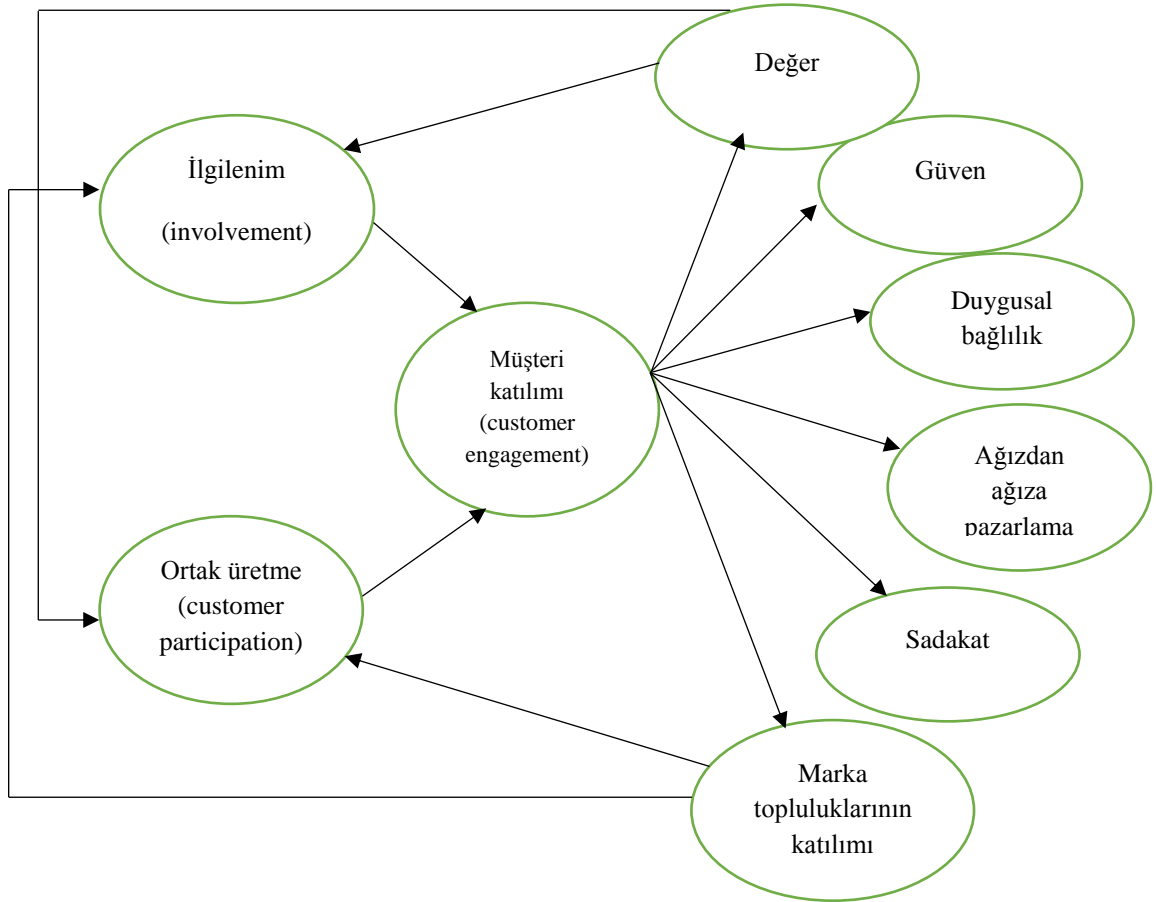 Değer
Güven
İlgilenim
(involvement)
Duygusal
bağlılık
Müşteri
katılımı
(customer
engagement)
Ağızdan
ağıza
pazarlama
Ortak üretme
(customer
participation)
Sadakat
Marka
topluluklarının
katılımı